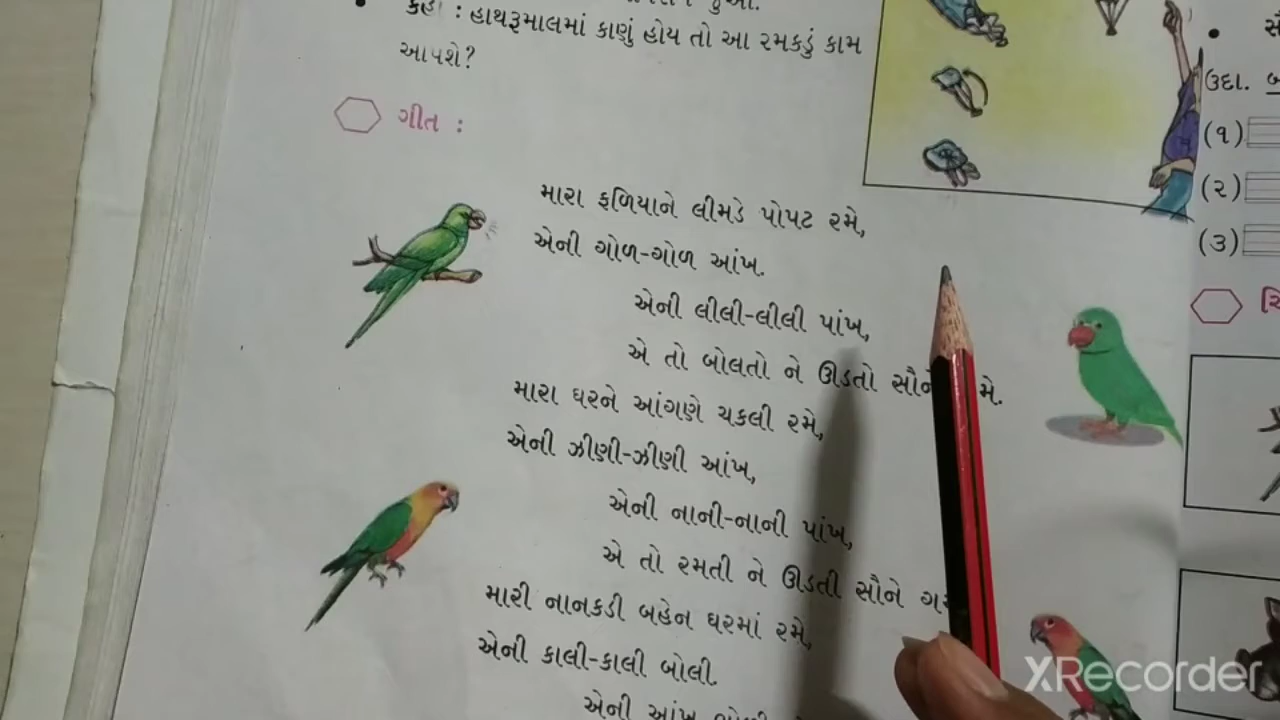 કહો : હાથરૂમાલમાં કાણું હોય તો આ રમકડું કામ
આપશે?
ગીત :
મારા ફળિયાને લીમડે પોપટ રમે,
એની ગોળ-ગોળ આંખ.
એની લીલી-લીલી પાંખ,
એ તો બોલતો ને ઊડતો
મારા ઘરને આંગણે ચકલી રમે,
એની ઝીણી-ઝીણી આંખ,
એની નાની-નાની પાંખ,
એ તો રમતી ને ઊડતી સૌને
મારી નાનકડી બહેન ઘરમાં રમે,
એની કાલી-કાલી બોલી.
એની આંખ
ઉદા.
(૧)
(૨)
(૩)
XRecorder